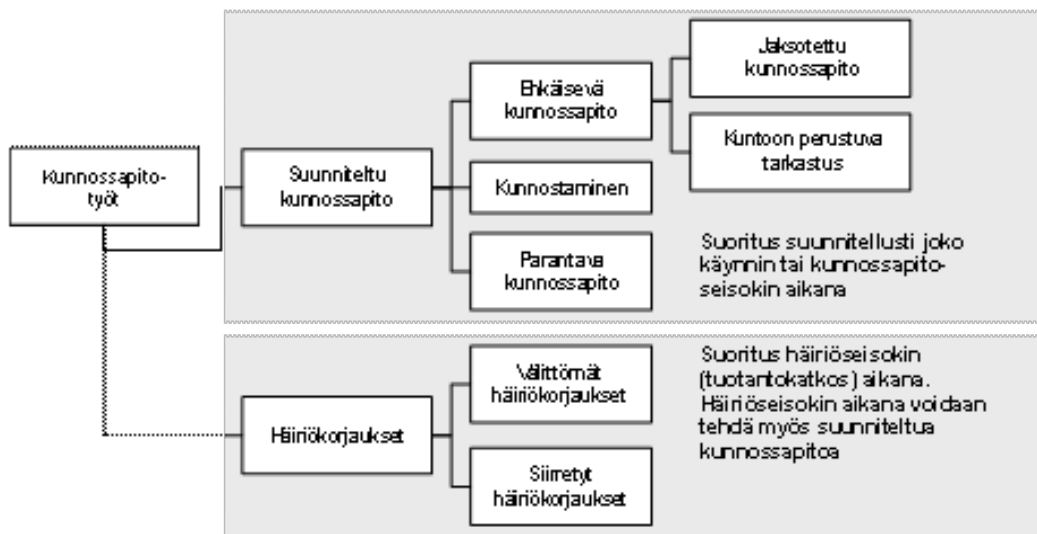 Kunnossapito-
työt
Suunniteltu
kunnossapito
Ehkäisevä
kunnossapito
Jaksotettu
kunnossapito
Kuntoon perustuva
tarkastus
Kunnostaminen
Parantava
kunnossapito
Suoritus suunnitellusti joko
käynnin tai kunnossapito-
seisokin aikana
Häiriökorjaukset
Välittömät
häiriökorjaukset
Siirretyt
häiriökorjaukset
Suoritus häiriöseisokin
(tuotantokatkos) aikana.
Häiriöseisokin aikana voidaan
tehdä myös suunniteltua
kunnossapitoa